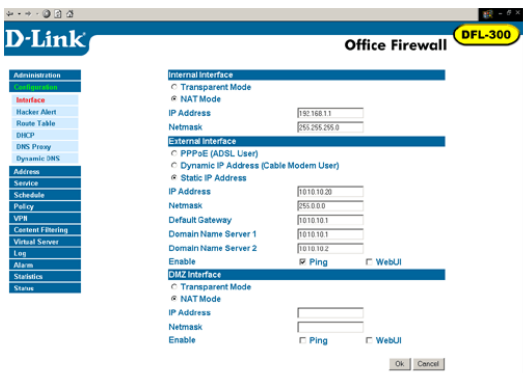 D-Link
Office Firewall
DFL-300
Administration
Configuration
Interface
Hacker Alert
Route Table
DHCP
DNS Proxy
Dynamic DNS
Address
Service
Schedule
Policy
VPN
Content Filtering
Virtual Server
Log
Alarm
Statistics
Status
Internal Interface
Transparent Mode
NAT Mode
IP Address 192.168.1.1
Netmask 255.255.255.0
External Interface
PPPoE (ADSL User)
Dynamic IP Address (Cable Modem User)
Static IP Address
IP Address 10.10.10.20
Netmask 255.0.0.0
Default Gateway 10.10.10.1
Domain Name Server 1 10.10.10.1
Domain Name Server 2 10.10.10.2
Enable Ping WebUI
DMZ Interface
Transparent Mode
NAT Mode
IP Address
Netmask
Enable Ping WebUI
Ok Cancel